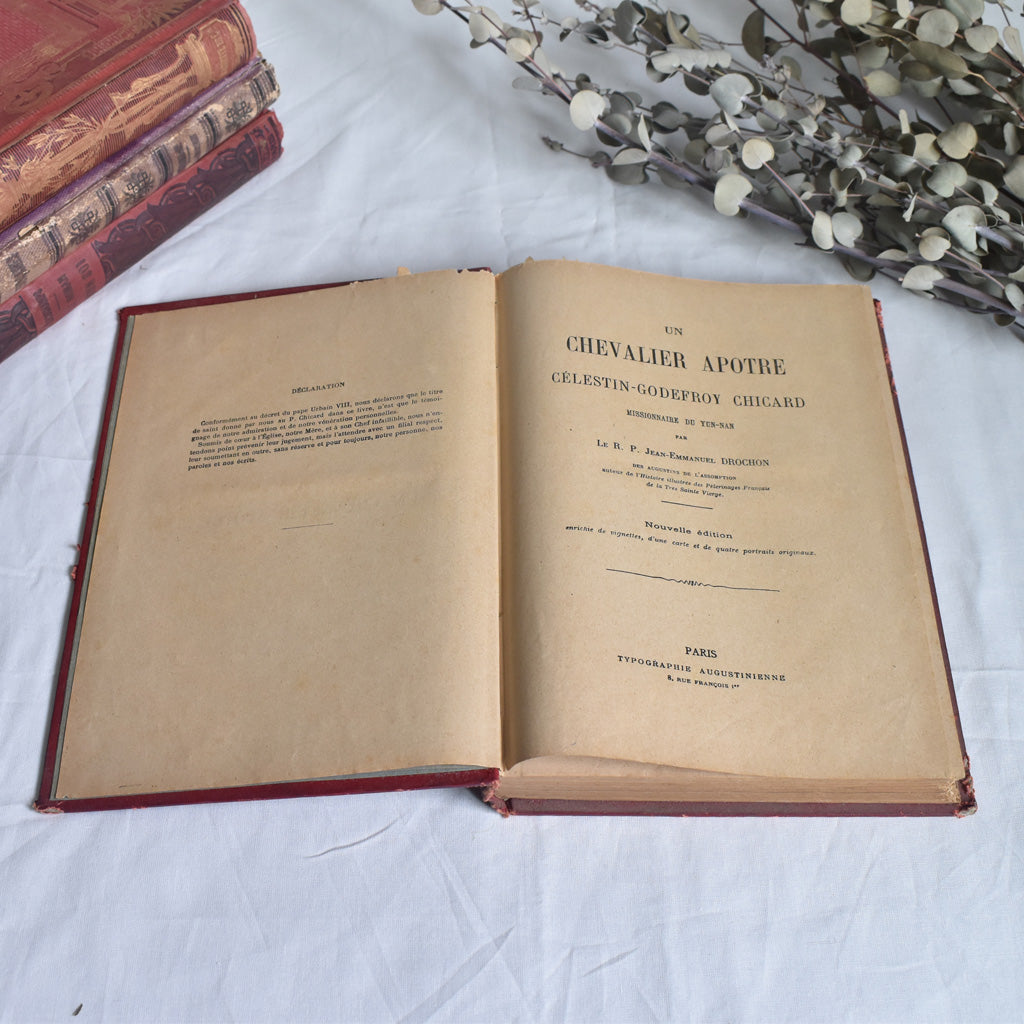 DÉCLARATION
Conformément au décret du pape Urbain VIII, nous déclarons que le titre
de saint donné par nous au P. Chicard dans ce livre, n'est que le témoi-
gnage de notre admiration et de notre vénération personnelles.
Soumis de cœur à l'Église, notre Mère, et à son Chef infaillible, nous n'en-
tendons point prévenir leur jugement, mais l'attendre avec un filial respect,
leur soumettant en outre, sans réserve et pour toujours, notre personne, nos
paroles et nos écrits.
UN
CHEVALIER APOTRE
CÉLESTIN-GODEFROY CHICARD
MISSIONNAIRE DU YUN-NAN
PAR
LE R. P. JEAN-EMMANUEL DROCHON
DES AUGUSTINS DE L'ASSOMPTION
auteur de l'Histoire illustrée des Pèlerinages Français
de la Très Sainte Vierge.
Nouvelle édition
enrichie de vignettes, d'une carte et de quatre portraits originaux.
PARIS
TYPOGRAPHIE AUGUSTINIENNE
8, RUE FRANÇOIS Iᵉʳ